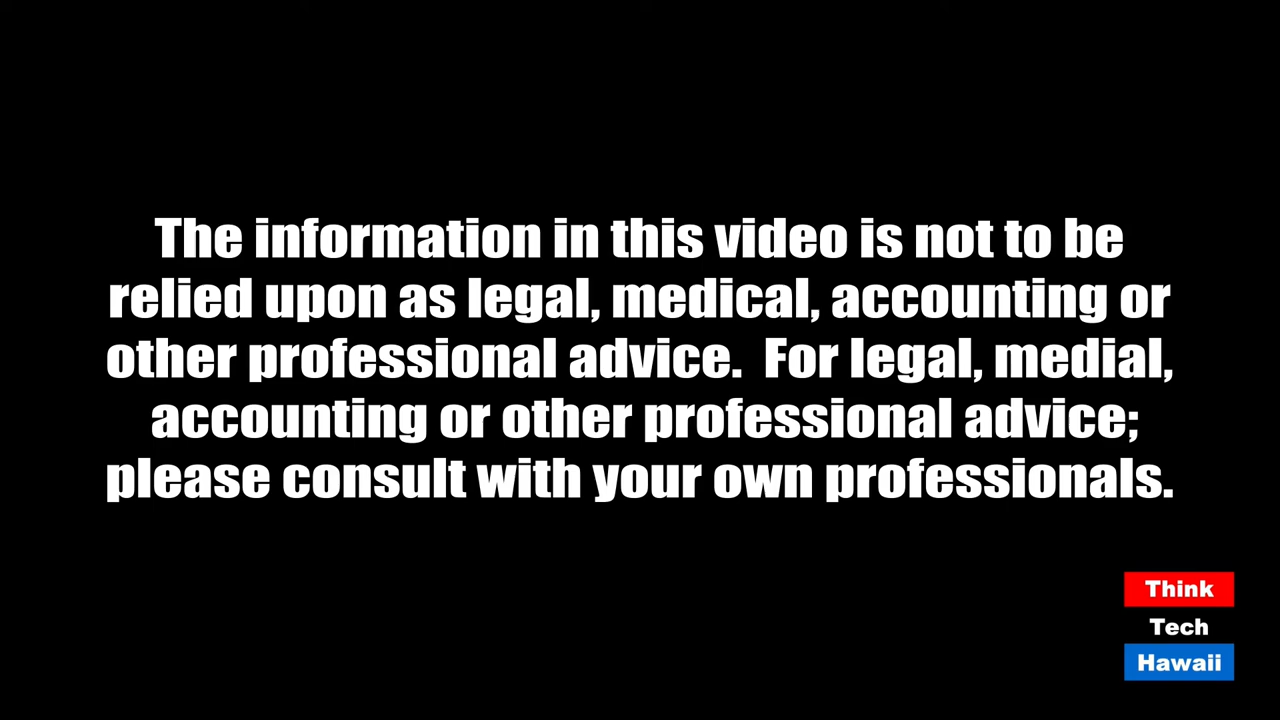 The information in this video is not to be
relied upon as legal, medical, accounting or
other professional advice.  For legal, medial,
accounting or other professional advice;
please consult with your own professionals.
Think
Tech
Hawaii